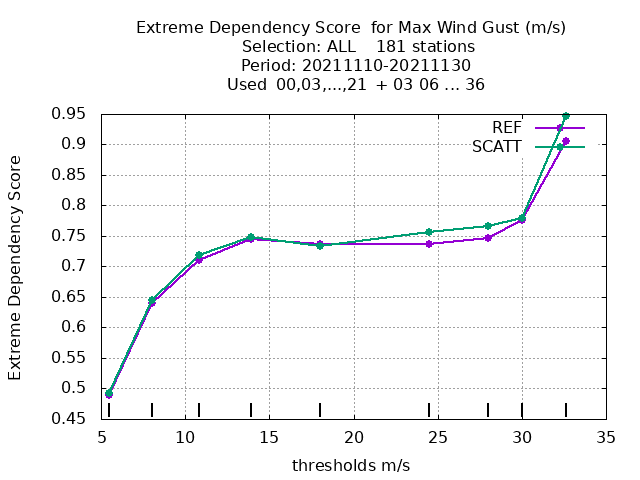 Extreme Dependency Score  for Max Wind Gust (m/s)
Selection: ALL    181 stations
Period: 20211110-20211130
Used  00,03,...,21  + 03 06 ... 36
REF
SCATT
0.95
0.9
0.85
0.8
0.75
0.7
0.65
0.6
0.55
0.5
0.45
Extreme Dependency Score
5 10 15 20 25 30 35
thresholds m/s